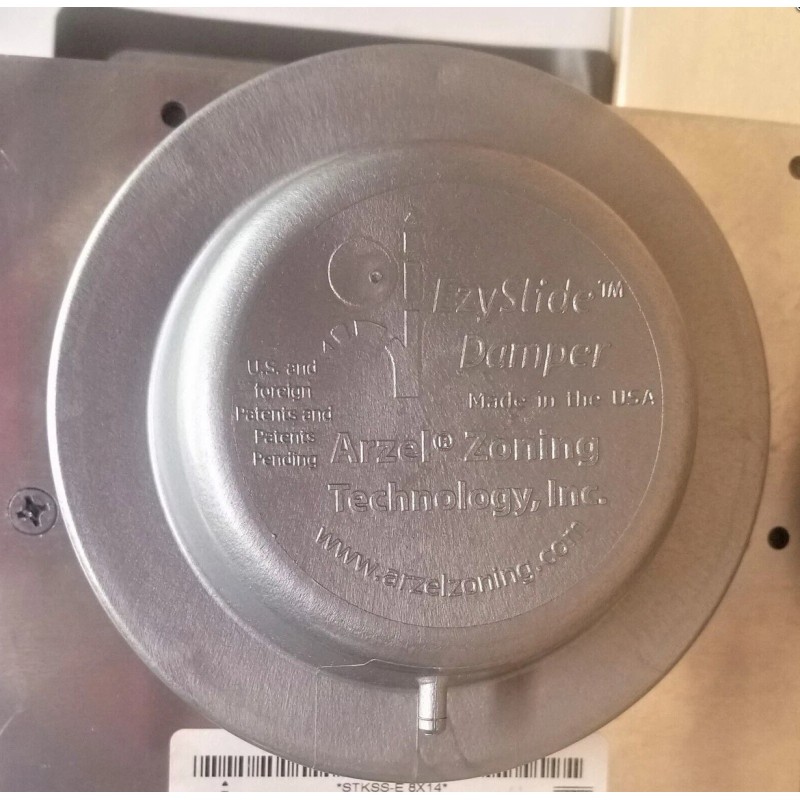 EzySlide™
Damper
Made in the USA
U.S. and
foreign
Patents and
Patents
Pending
Arzel® Zoning
Technology, Inc.
www.arzelzoning.com
*STKSS-E 8X14*